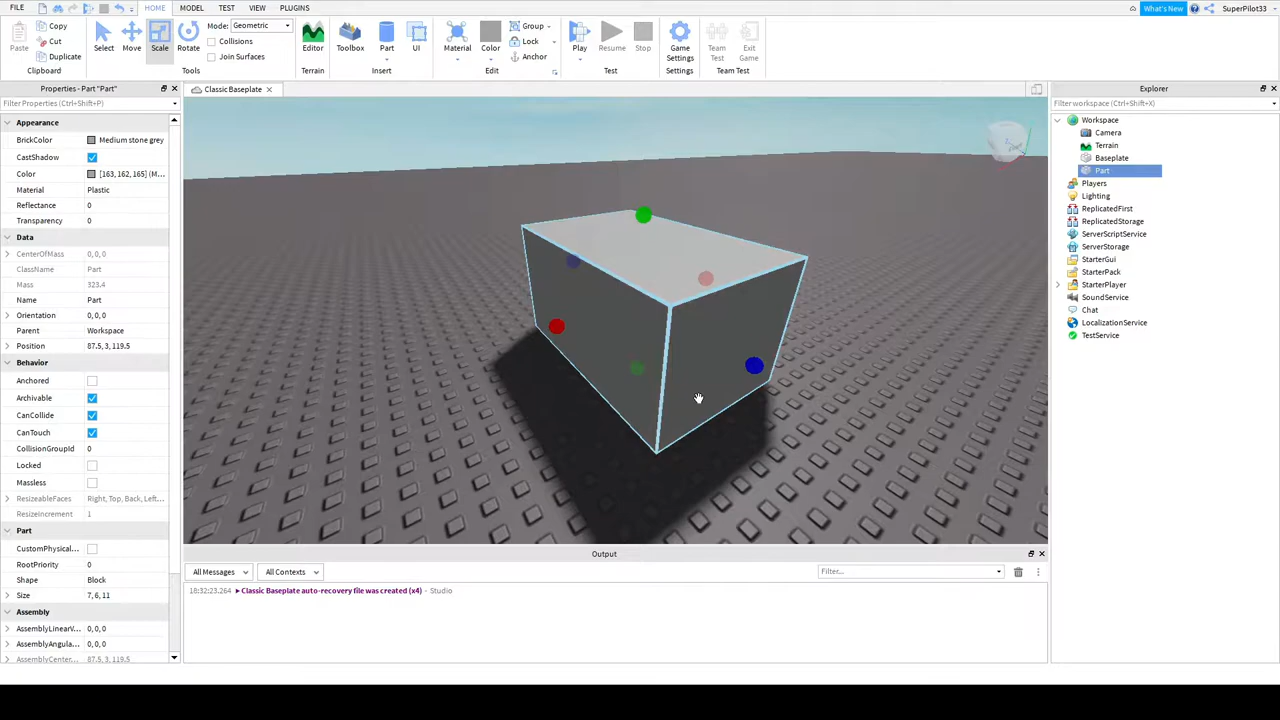 FILE HOME MODEL TEST VIEW PLUGINS What's New SuperPilot33
Paste Copy Cut Duplicate Clipboard
Select Move Scale Rotate Mode: Geometric Collisions Join Surfaces Tools
Editor Terrain
Toolbox Part UI Insert
Material Color Group Lock Anchor Edit
Play Resume Stop Test
Game Settings Settings
Team Test Exit Game Team Test
Properties - Part "Part"
Filter Properties (Ctrl+Shift+P)
Appearance
BrickColor Medium stone grey
CastShadow
Color [163, 162, 165] (M...
Material Plastic
Reflectance 0
Transparency 0
Data
CenterOfMass 0, 0, 0
ClassName Part
Mass 323.4
Name Part
Orientation 0, 0, 0
Parent Workspace
Position 87.5, 3, 119.5
Behavior
Anchored
Archivable
CanCollide
CanTouch
CollisionGroupId 0
Locked
Massless
ResizeableFaces Right, Top, Back, Left,...
ResizeIncrement 1
Part
CustomPhysical...
RootPriority 0
Shape Block
Size 7, 6, 11
Assembly
AssemblyLinearV... 0, 0, 0
AssemblyAngula... 0, 0, 0
AssemblyCenter... 87.5, 3, 119.5
Classic Baseplate
Output
All Messages All Contexts Filter...
18:32:23.264 Classic Baseplate auto-recovery file was created (x4) - Studio
Explorer
Filter workspace (Ctrl+Shift+X)
Workspace
Camera
Terrain
Baseplate
Part
Players
Lighting
ReplicatedFirst
ReplicatedStorage
ServerScriptService
ServerStorage
StarterGui
StarterPack
StarterPlayer
SoundService
Chat
LocalizationService
TestService